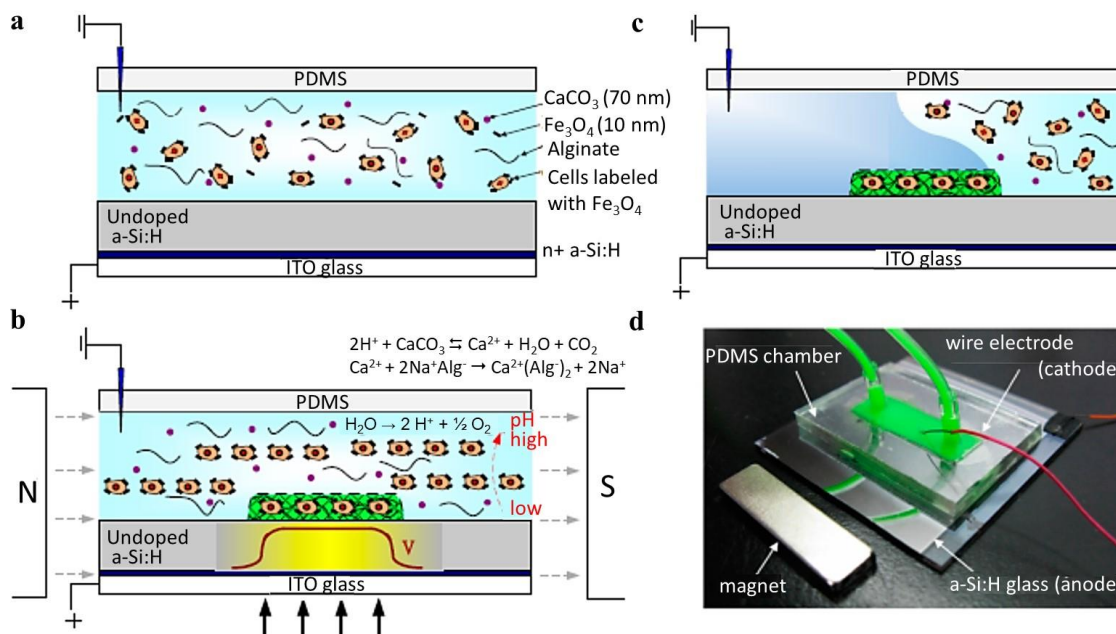 a
PDMS
CaCO₃ (70 nm)
Fe₃O₄ (10 nm)
Alginate
Cells labeled
with Fe₃O₄
Undoped
a-Si:H
n+ a-Si:H
ITO glass
+
b
2H⁺ + CaCO₃ ⇆ Ca²⁺ + H₂O + CO₂
Ca²⁺ + 2Na⁺Alg⁻ → Ca²⁺(Alg⁻)₂ + 2Na⁺
PDMS
H₂O → 2 H⁺ + ½ O₂
pH
high
low
N
S
Undoped
a-Si:H
V
ITO glass
+
c
PDMS
Undoped
a-Si:H
ITO glass
+
d
PDMS chamber
wire electrode
(cathode
magnet
a-Si:H glass (anode